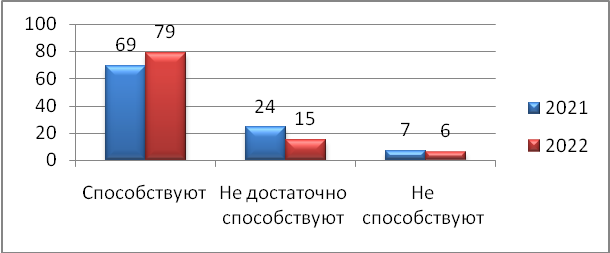 100
80
60
40
20
0
69
79
24
15
7
6
Способствуют
Не достаточно
способствуют
Не
способствуют
2021
2022